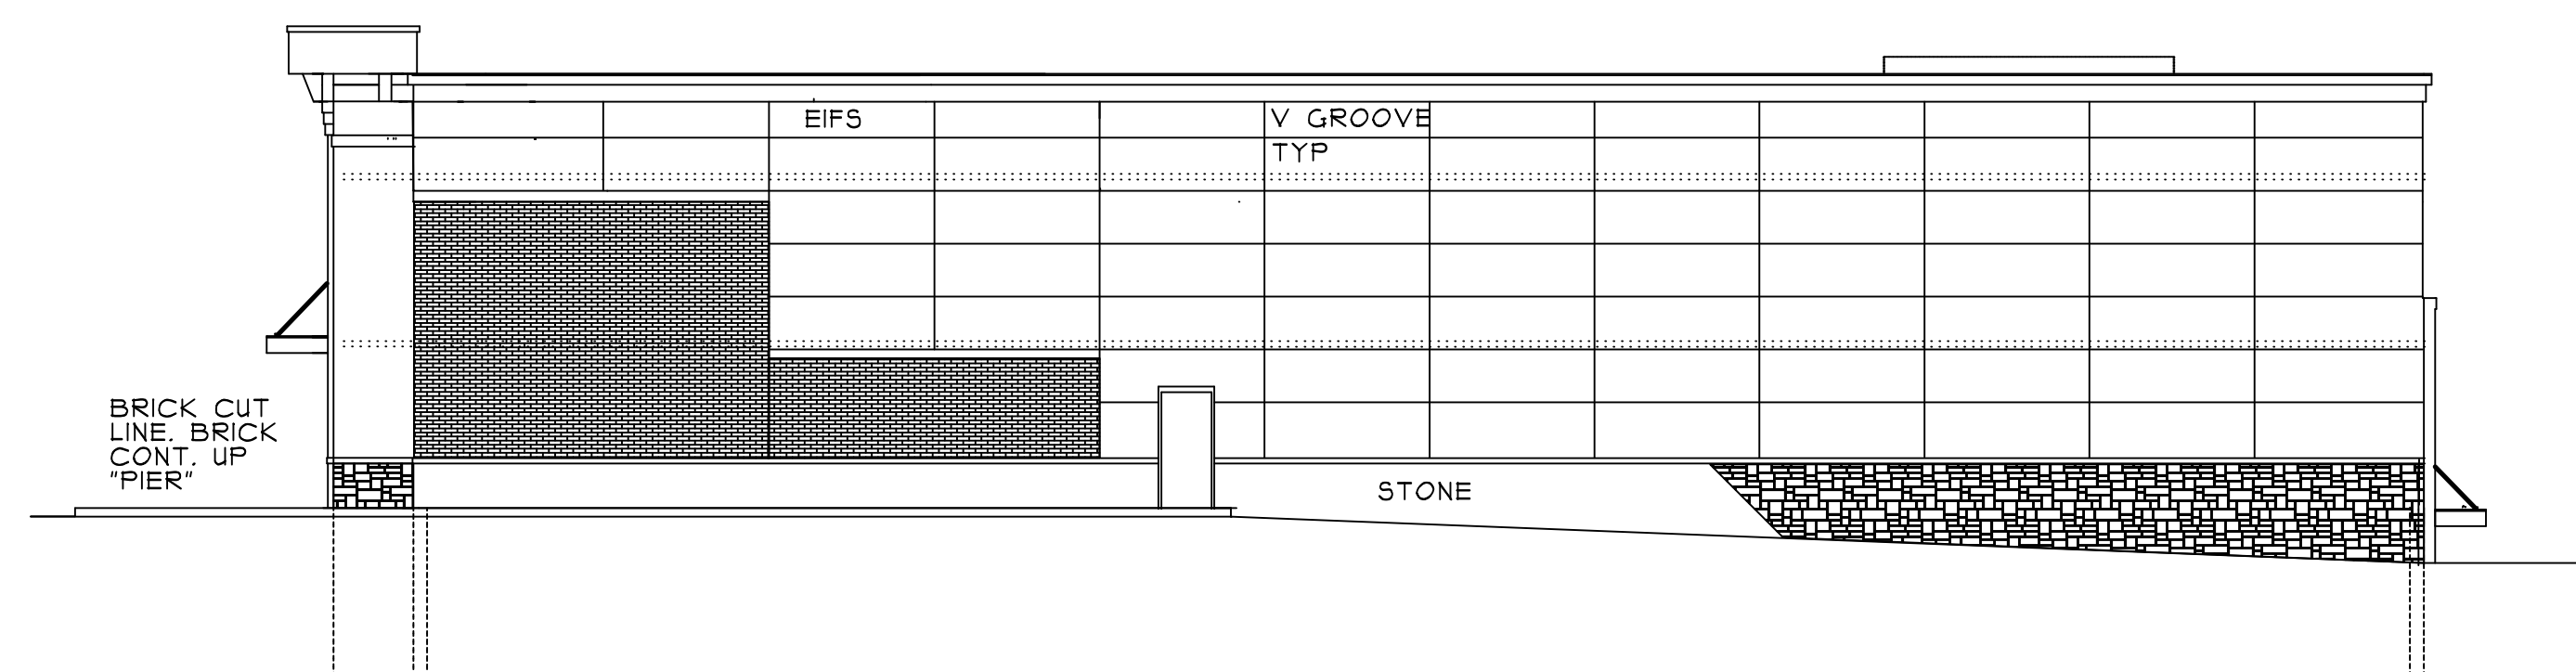 EIFS
V GROOVE
TYP
BRICK CUT
LINE. BRICK
CONT. UP
"PIER"
STONE